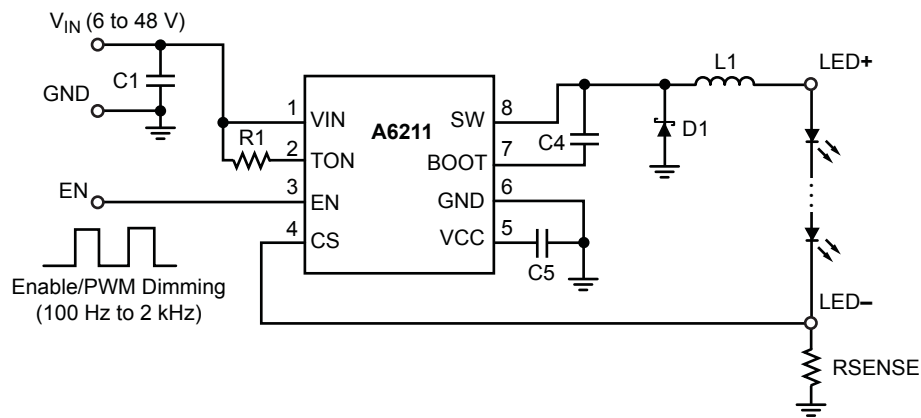 V_IN (6 to 48 V)
C1
GND
R1
EN
Enable/PWM Dimming
(100 Hz to 2 kHz)
1
2
3
4
VIN
TON
EN
CS
A6211
SW
BOOT
GND
VCC
8
7
6
5
C4
C5
D1
L1
LED+
LED–
RSENSE